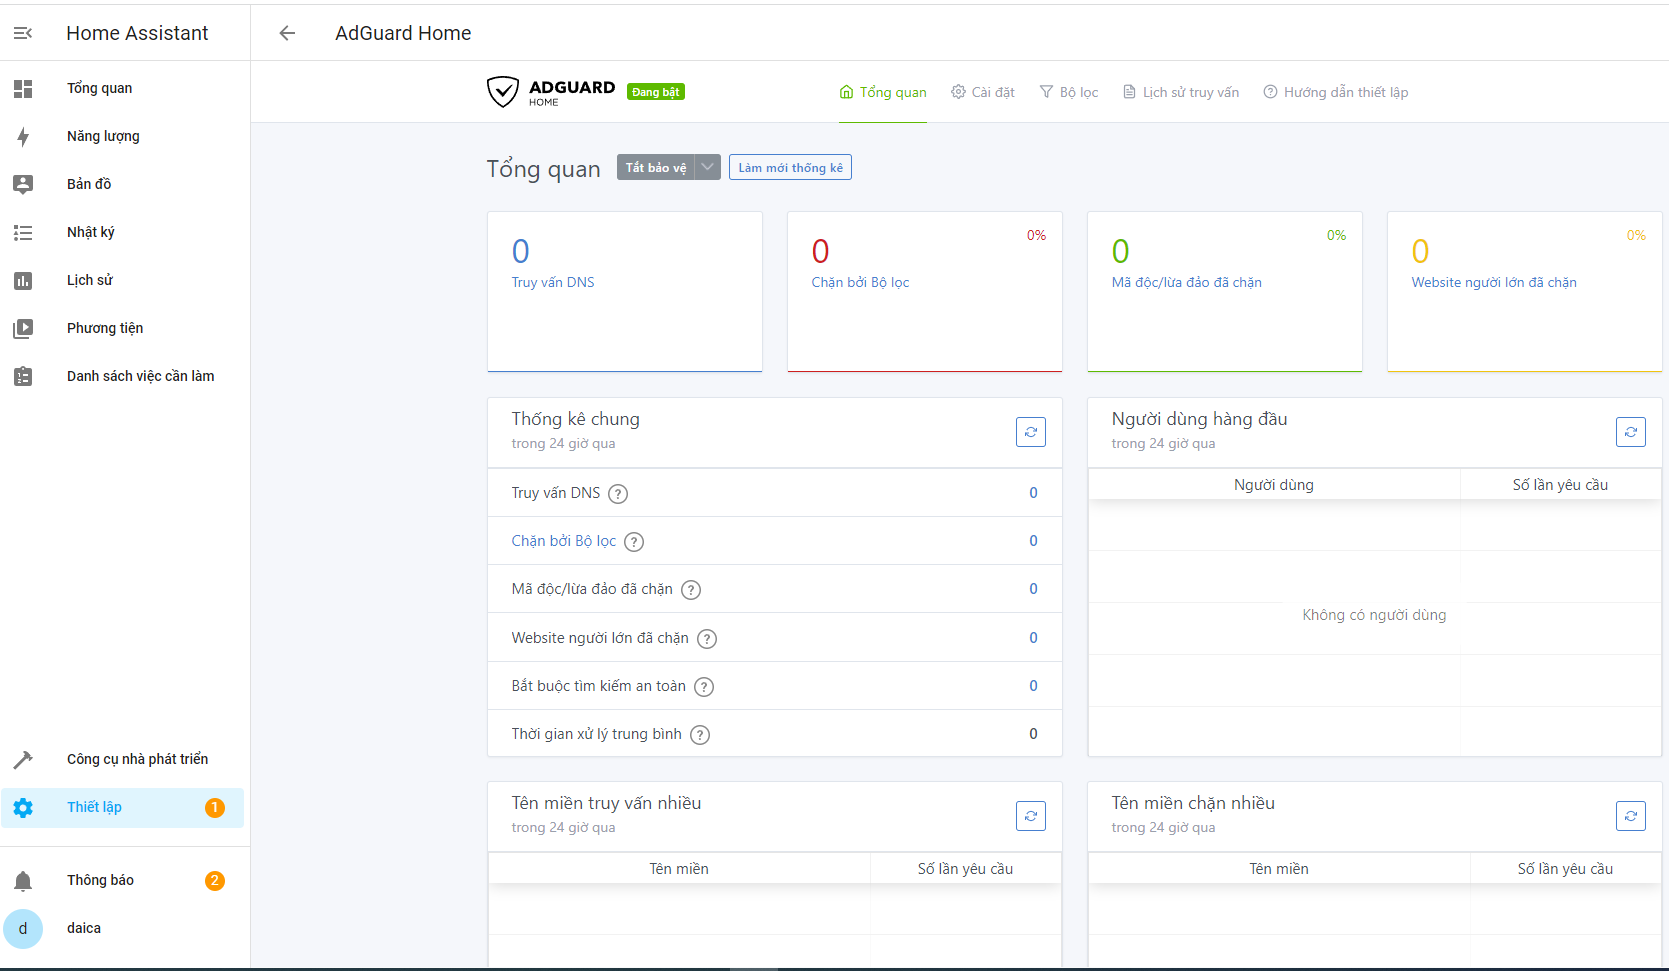 Home Assistant
AdGuard Home
Tổng quan
Năng lượng
Bản đồ
Nhật ký
Lịch sử
Phương tiện
Danh sách việc cần làm
Công cụ nhà phát triển
Thiết lập 1
Thông báo 2
d daica
ADGUARD
HOME
Đang bật
Tổng quan
Cài đặt
Bộ lọc
Lịch sử truy vấn
Hướng dẫn thiết lập
Tổng quan
Tắt bảo vệ
Làm mới thống kê
0
Truy vấn DNS
0 0%
Chặn bởi Bộ lọc
0 0%
Mã độc/lừa đảo đã chặn
0 0%
Website người lớn đã chặn
Thống kê chung
trong 24 giờ qua
Truy vấn DNS ? 0
Chặn bởi Bộ lọc ? 0
Mã độc/lừa đảo đã chặn ? 0
Website người lớn đã chặn ? 0
Bắt buộc tìm kiếm an toàn ? 0
Thời gian xử lý trung bình ? 0
Người dùng hàng đầu
trong 24 giờ qua
Người dùng Số lần yêu cầu
Không có người dùng
Tên miền truy vấn nhiều
trong 24 giờ qua
Tên miền Số lần yêu cầu
Tên miền chặn nhiều
trong 24 giờ qua
Tên miền Số lần yêu cầu